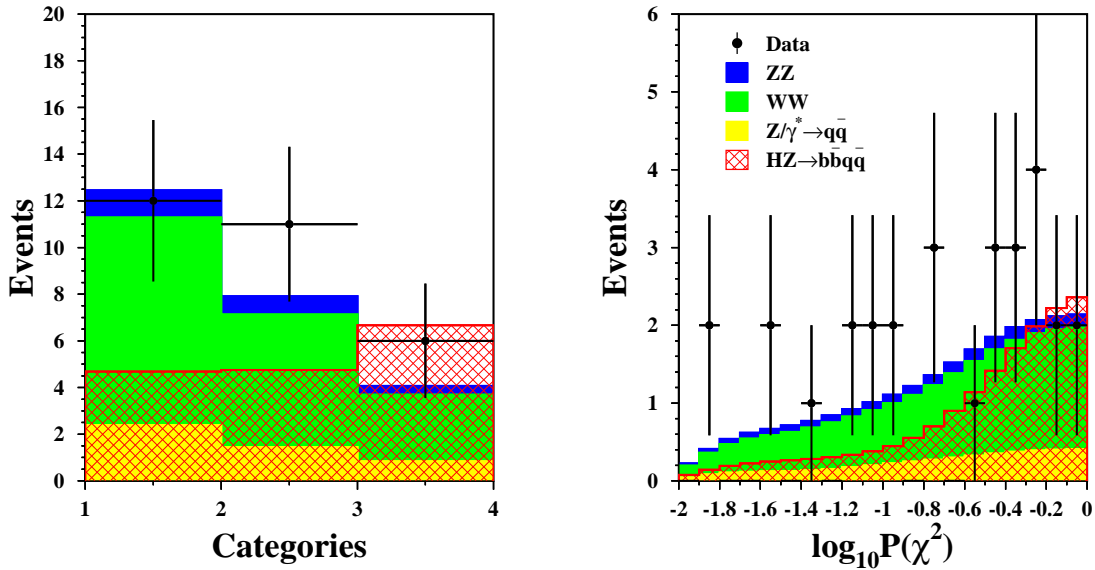 Events
20
18
16
14
12
10
8
6
4
2
0
1 2 3 4
Categories
Events
6
5
4
3
2
1
0
Data
ZZ
WW
Z/γ*→qq̄
HZ→bb̄qq̄
-2 -1.8 -1.6 -1.4 -1.2 -1 -0.8 -0.6 -0.4 -0.2 0
log₁₀P(χ²)